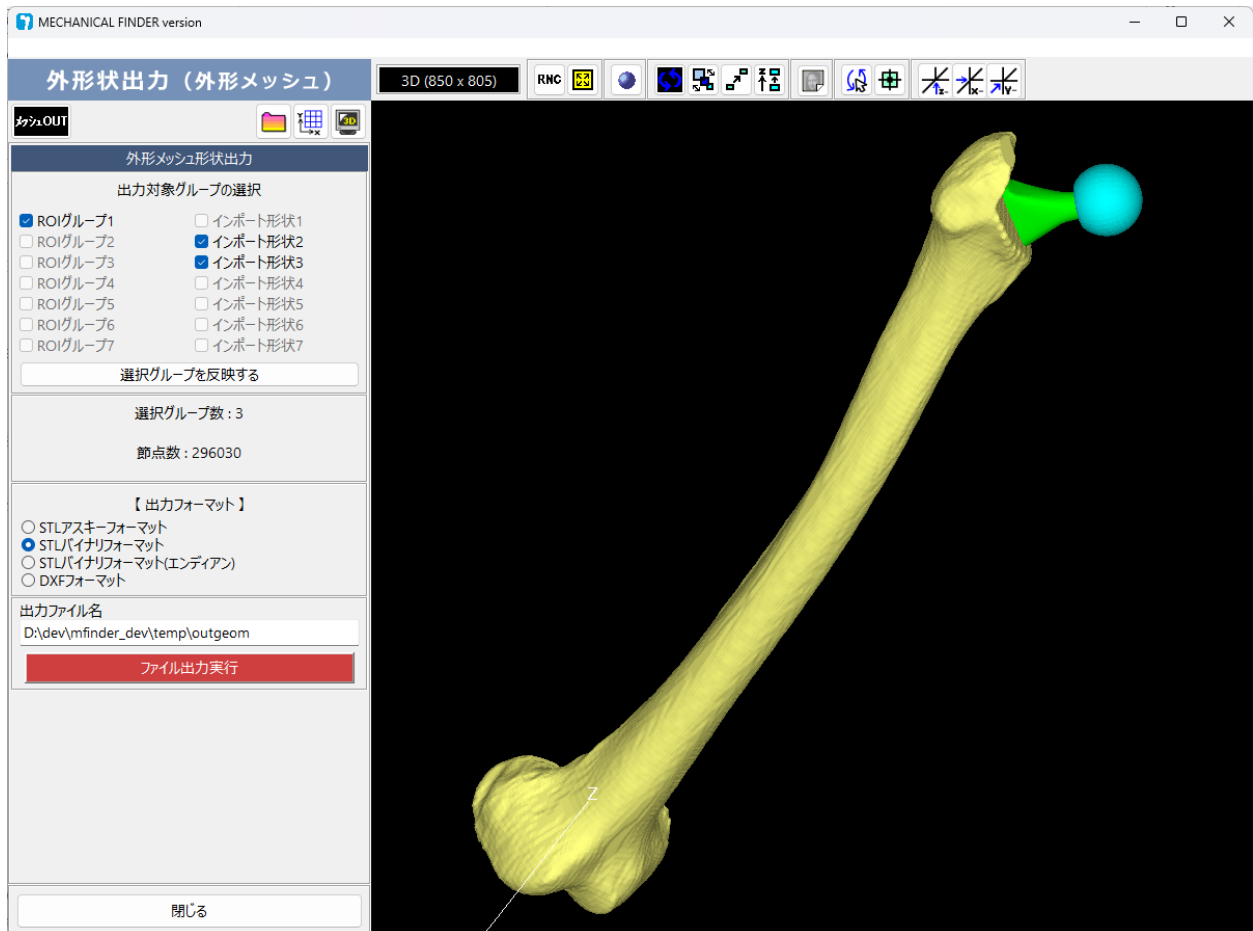 MECHANICAL FINDER version
外形状出力（外形メッシュ）
3D (850 x 805)
RNC
z-
x-
Y-
メッシュOUT
x
3D
外形メッシュ形状出力
出力対象グループの選択
ROIグループ1 インポート形状1
ROIグループ2 インポート形状2
ROIグループ3 インポート形状3
ROIグループ4 インポート形状4
ROIグループ5 インポート形状5
ROIグループ6 インポート形状6
ROIグループ7 インポート形状7
選択グループを反映する
選択グループ数 : 3
節点数 : 296030
【 出力フォーマット 】
STLアスキーフォーマット
STLバイナリフォーマット
STLバイナリフォーマット(エンディアン)
DXFフォーマット
出力ファイル名
D:\dev\mfinder_dev\temp\outgeom
ファイル出力実行
Z
閉じる